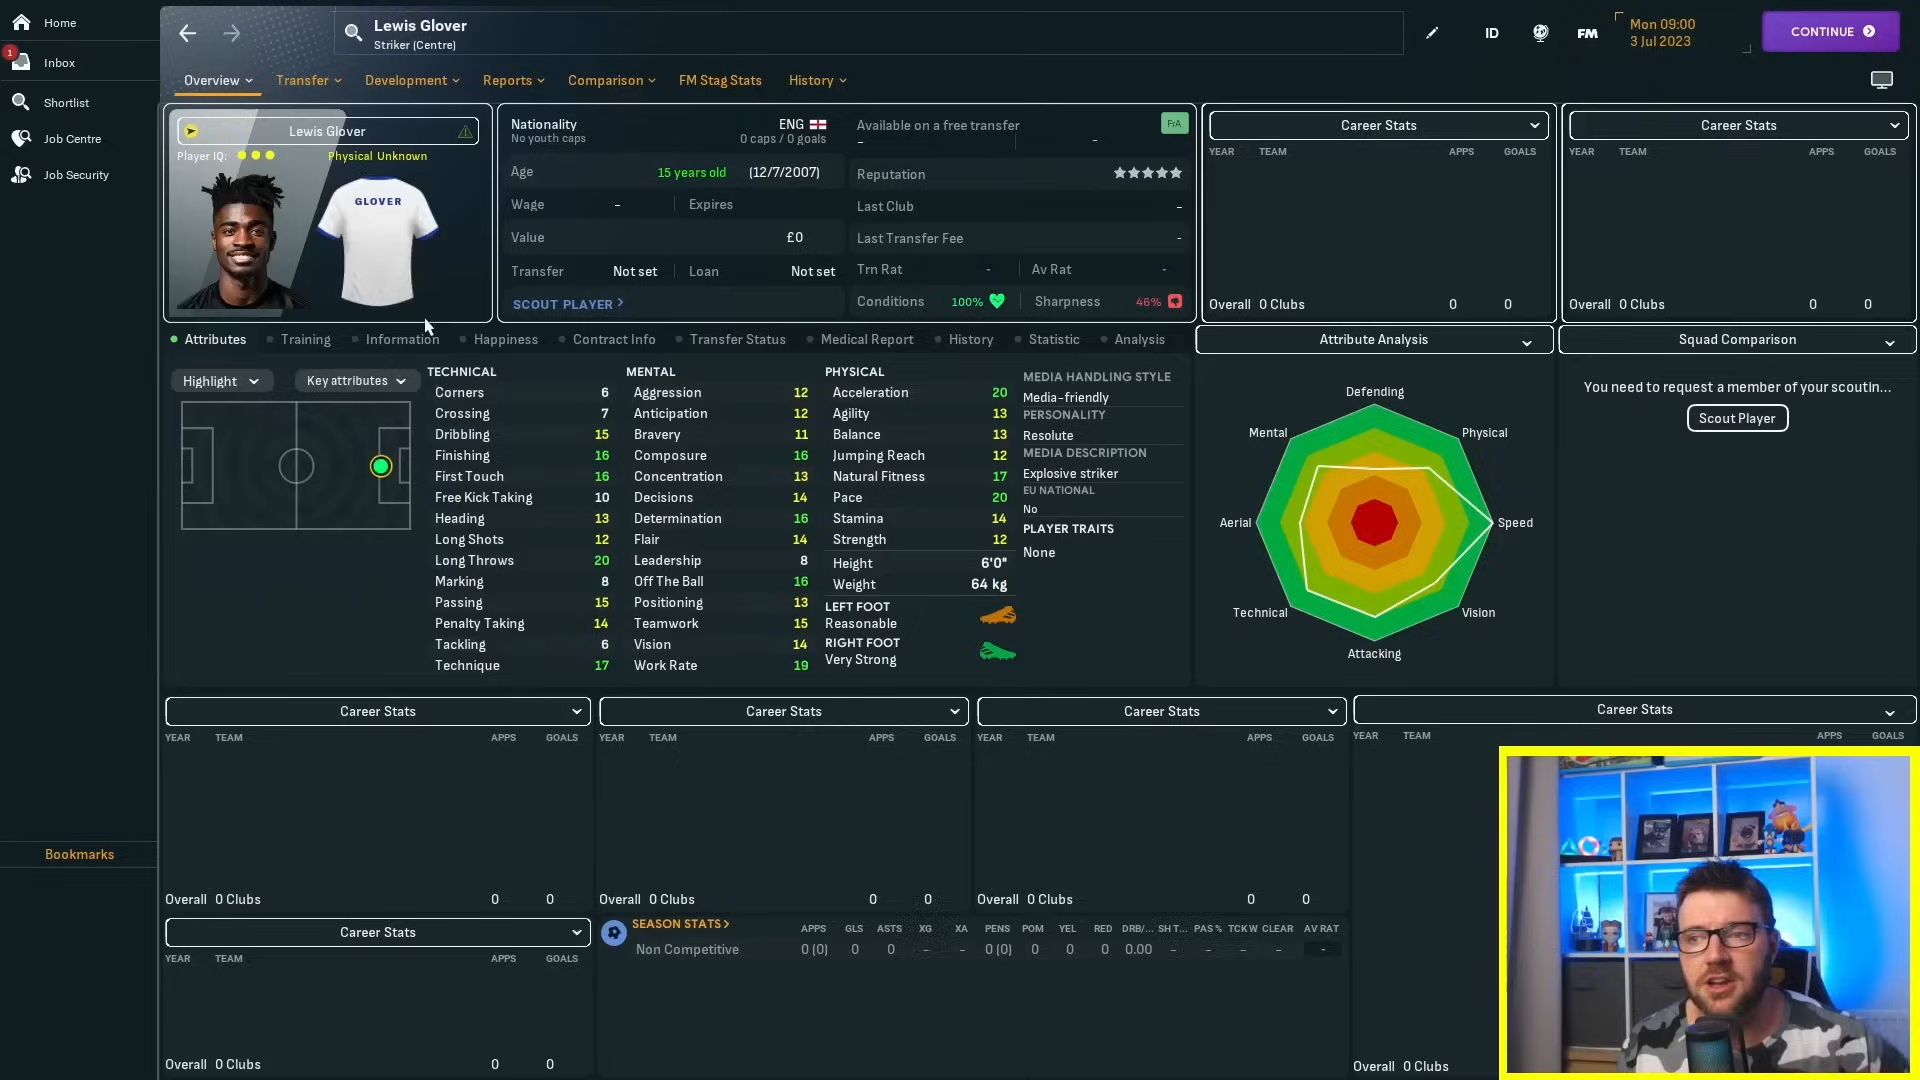 Home
1
Inbox
Shortlist
Job Centre
Job Security
Bookmarks
Lewis Glover
Striker (Centre)
ID
FM
Mon 09:00
3 Jul 2023
CONTINUE
Overview
Transfer
Development
Reports
Comparison
FM Stag Stats
History
Lewis Glover
Player IQ:
Physical Unknown
GLOVER
Nationality
No youth caps
ENG
0 caps / 0 goals
Age
15 years old
(12/7/2007)
Wage
-
Expires
Value
£0
Transfer
Not set
Loan
Not set
SCOUT PLAYER >
Available on a free transfer
FrA
-
-
Reputation
Last Club
-
Last Transfer Fee
-
Trn Rat
-
Av Rat
-
Conditions
100%
Sharpness
46%
Career Stats
YEAR TEAM APPS GOALS
Overall 0 Clubs 0 0
Career Stats
YEAR TEAM APPS GOALS
Overall 0 Clubs 0 0
Attributes
Training
Information
Happiness
Contract Info
Transfer Status
Medical Report
History
Statistic
Analysis
Highlight
Key attributes
TECHNICAL
Corners 6
Crossing 7
Dribbling 15
Finishing 16
First Touch 16
Free Kick Taking 10
Heading 13
Long Shots 12
Long Throws 20
Marking 8
Passing 15
Penalty Taking 14
Tackling 6
Technique 17
MENTAL
Aggression 12
Anticipation 12
Bravery 11
Composure 16
Concentration 13
Decisions 14
Determination 16
Flair 14
Leadership 8
Off The Ball 16
Positioning 13
Teamwork 15
Vision 14
Work Rate 19
PHYSICAL
Acceleration 20
Agility 13
Balance 13
Jumping Reach 12
Natural Fitness 17
Pace 20
Stamina 14
Strength 12
Height 6'0"
Weight 64 kg
LEFT FOOT
Reasonable
RIGHT FOOT
Very Strong
MEDIA HANDLING STYLE
Media-friendly
PERSONALITY
Resolute
MEDIA DESCRIPTION
Explosive striker
EU NATIONAL
No
PLAYER TRAITS
None
Attribute Analysis
Defending
Mental
Physical
Aerial
Speed
Technical
Vision
Attacking
Squad Comparison
You need to request a member of your scoutin...
Scout Player
Career Stats
YEAR TEAM APPS GOALS
Overall 0 Clubs 0 0
Career Stats
YEAR TEAM APPS GOALS
Overall 0 Clubs 0 0
Career Stats
YEAR TEAM APPS GOALS
Overall 0 Clubs 0 0
Career Stats
YEAR TEAM APPS GOALS
Overall 0 Clubs
Career Stats
YEAR TEAM APPS GOALS
Overall 0 Clubs 0 0
SEASON STATS >
APPS GLS ASTS XG XA PENS POM YEL RED DRB/... SH T... PAS % TCK W CLEAR AV RAT
Non Competitive 0 (0) 0 0 - - 0 (0) 0 0 0 0.00 - - - - -